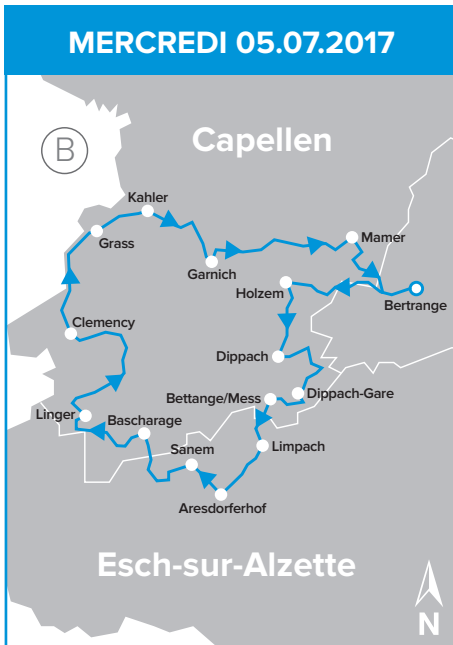 MERCREDI 05.07.2017
B
Capellen
Kahler
Grass
Mamer
Garnich
Holzem
Bertrange
Clemency
Dippach
Dippach-Gare
Bettange/Mess
Linger
Bascharage
Sanem
Limpach
Aresdorferhof
Esch-sur-Alzette
N